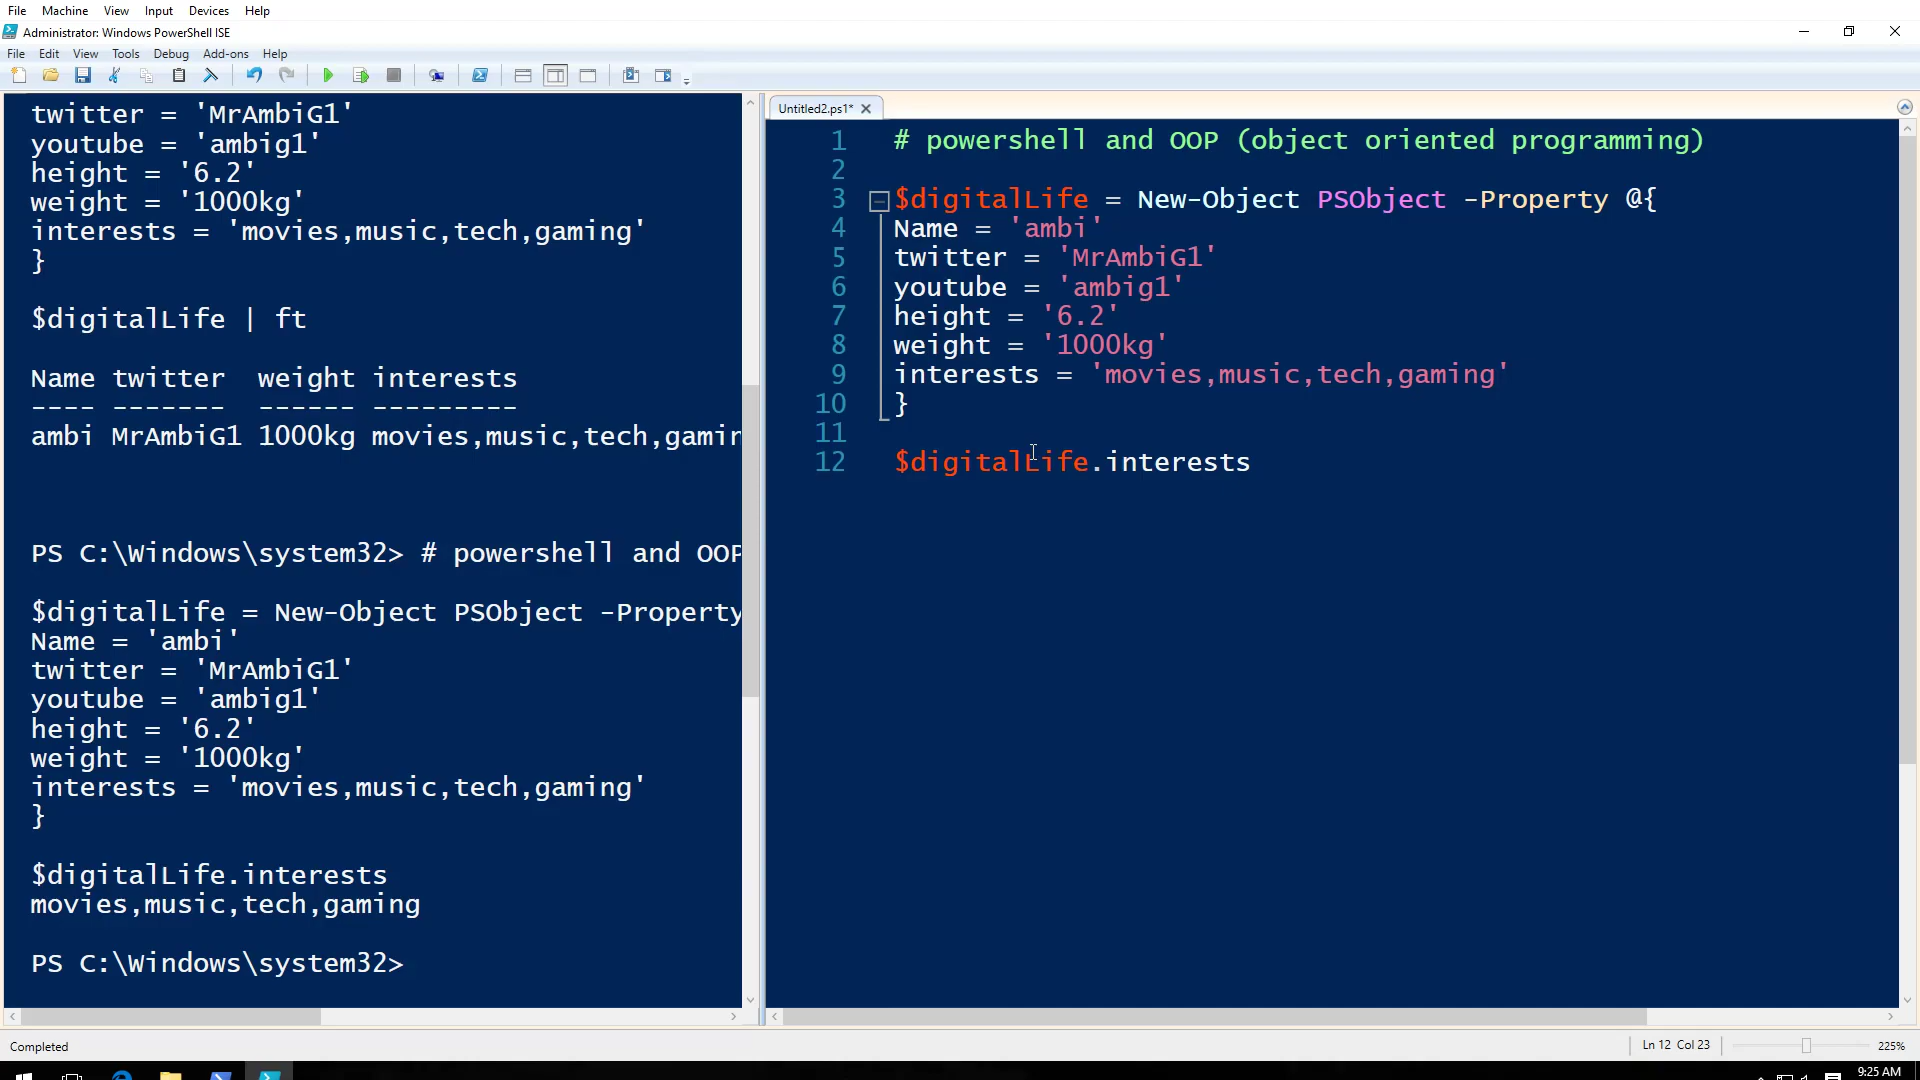 File Machine View Input Devices Help
Administrator: Windows PowerShell ISE
File Edit View Tools Debug Add-ons Help
twitter = 'MrAmbiG1'
youtube = 'ambig1'
height = '6.2'
weight = '1000kg'
interests = 'movies,music,tech,gaming'
}
$digitalLife | ft
Name twitter weight interests
---- ------- ------ ---------
ambi MrAmbiG1 1000kg movies,music,tech,gamin
PS C:\Windows\system32> # powershell and OOP
$digitalLife = New-Object PSObject -Property
Name = 'ambi'
twitter = 'MrAmbiG1'
youtube = 'ambig1'
height = '6.2'
weight = '1000kg'
interests = 'movies,music,tech,gaming'
}
$digitalLife.interests
movies,music,tech,gaming
PS C:\Windows\system32>
Untitled2.ps1*
1 # powershell and OOP (object oriented programming)
2
3 $digitalLife = New-Object PSObject -Property @{
4 Name = 'ambi'
5 twitter = 'MrAmbiG1'
6 youtube = 'ambig1'
7 height = '6.2'
8 weight = '1000kg'
9 interests = 'movies,music,tech,gaming'
10 }
11
12 $digitalLife.interests
Completed
Ln 12 Col 23
225%
9:25 AM